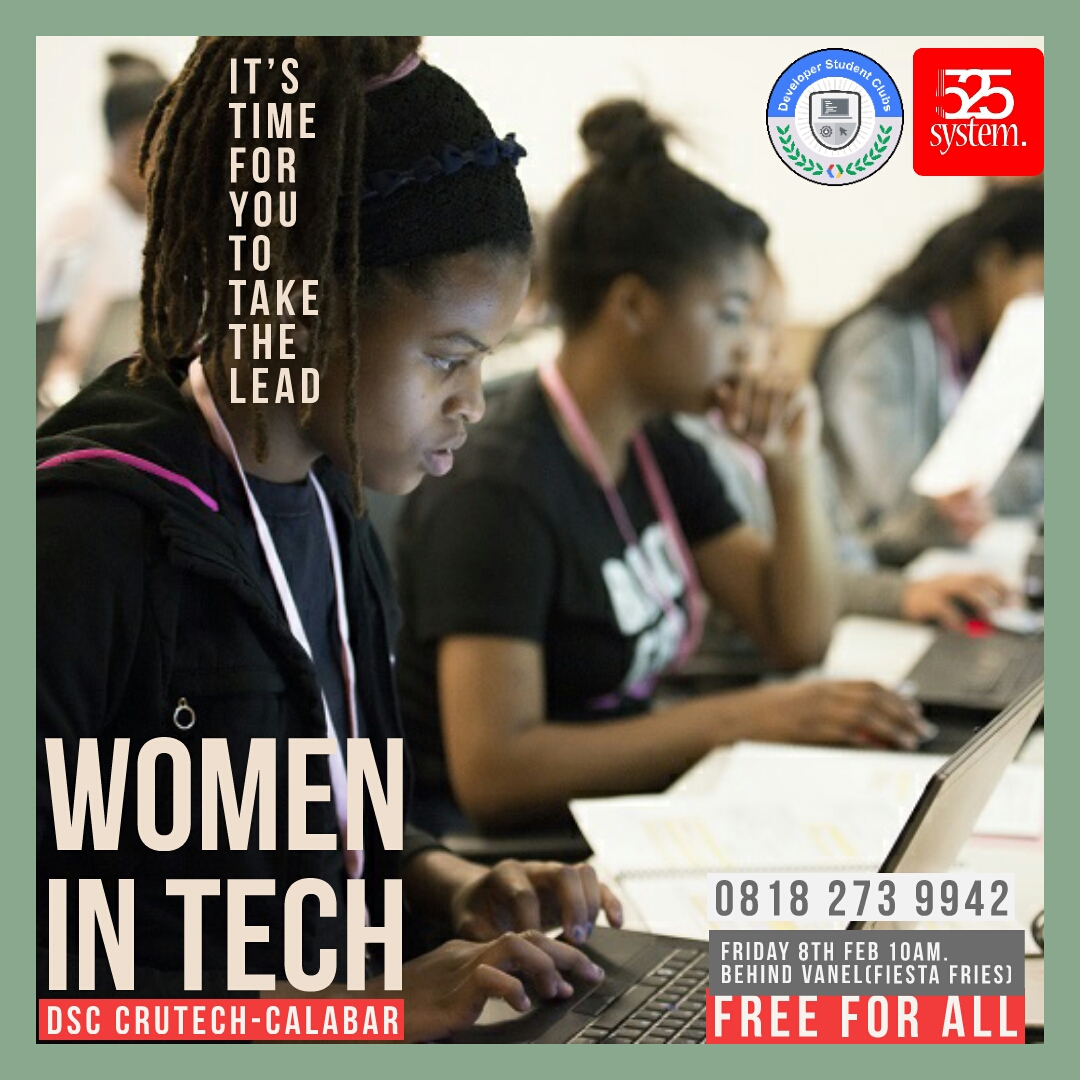 IT'S
TIME
FOR
YOU
TO
TAKE
THE
LEAD
Developer Student Clubs
525
system.
WOMEN
IN TECH
DSC CRUTECH-CALABAR
0818 273 9942
FRIDAY 8TH FEB 10AM.
BEHIND VANEL(FIESTA FRIES)
FREE FOR ALL